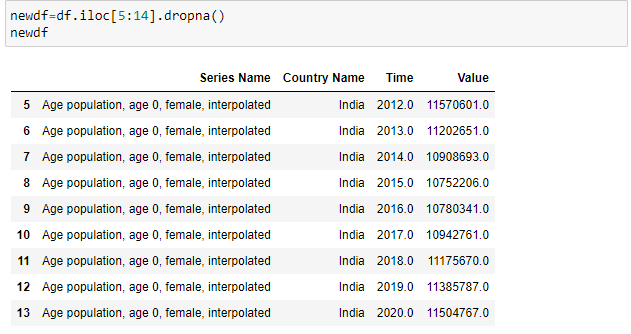 newdf=df.iloc[5:14].dropna()
newdf
Series Name Country Name Time Value
5 Age population, age 0, female, interpolated India 2012.0 11570601.0
6 Age population, age 0, female, interpolated India 2013.0 11202651.0
7 Age population, age 0, female, interpolated India 2014.0 10908693.0
8 Age population, age 0, female, interpolated India 2015.0 10752206.0
9 Age population, age 0, female, interpolated India 2016.0 10780341.0
10 Age population, age 0, female, interpolated India 2017.0 10942761.0
11 Age population, age 0, female, interpolated India 2018.0 11175670.0
12 Age population, age 0, female, interpolated India 2019.0 11385787.0
13 Age population, age 0, female, interpolated India 2020.0 11504767.0